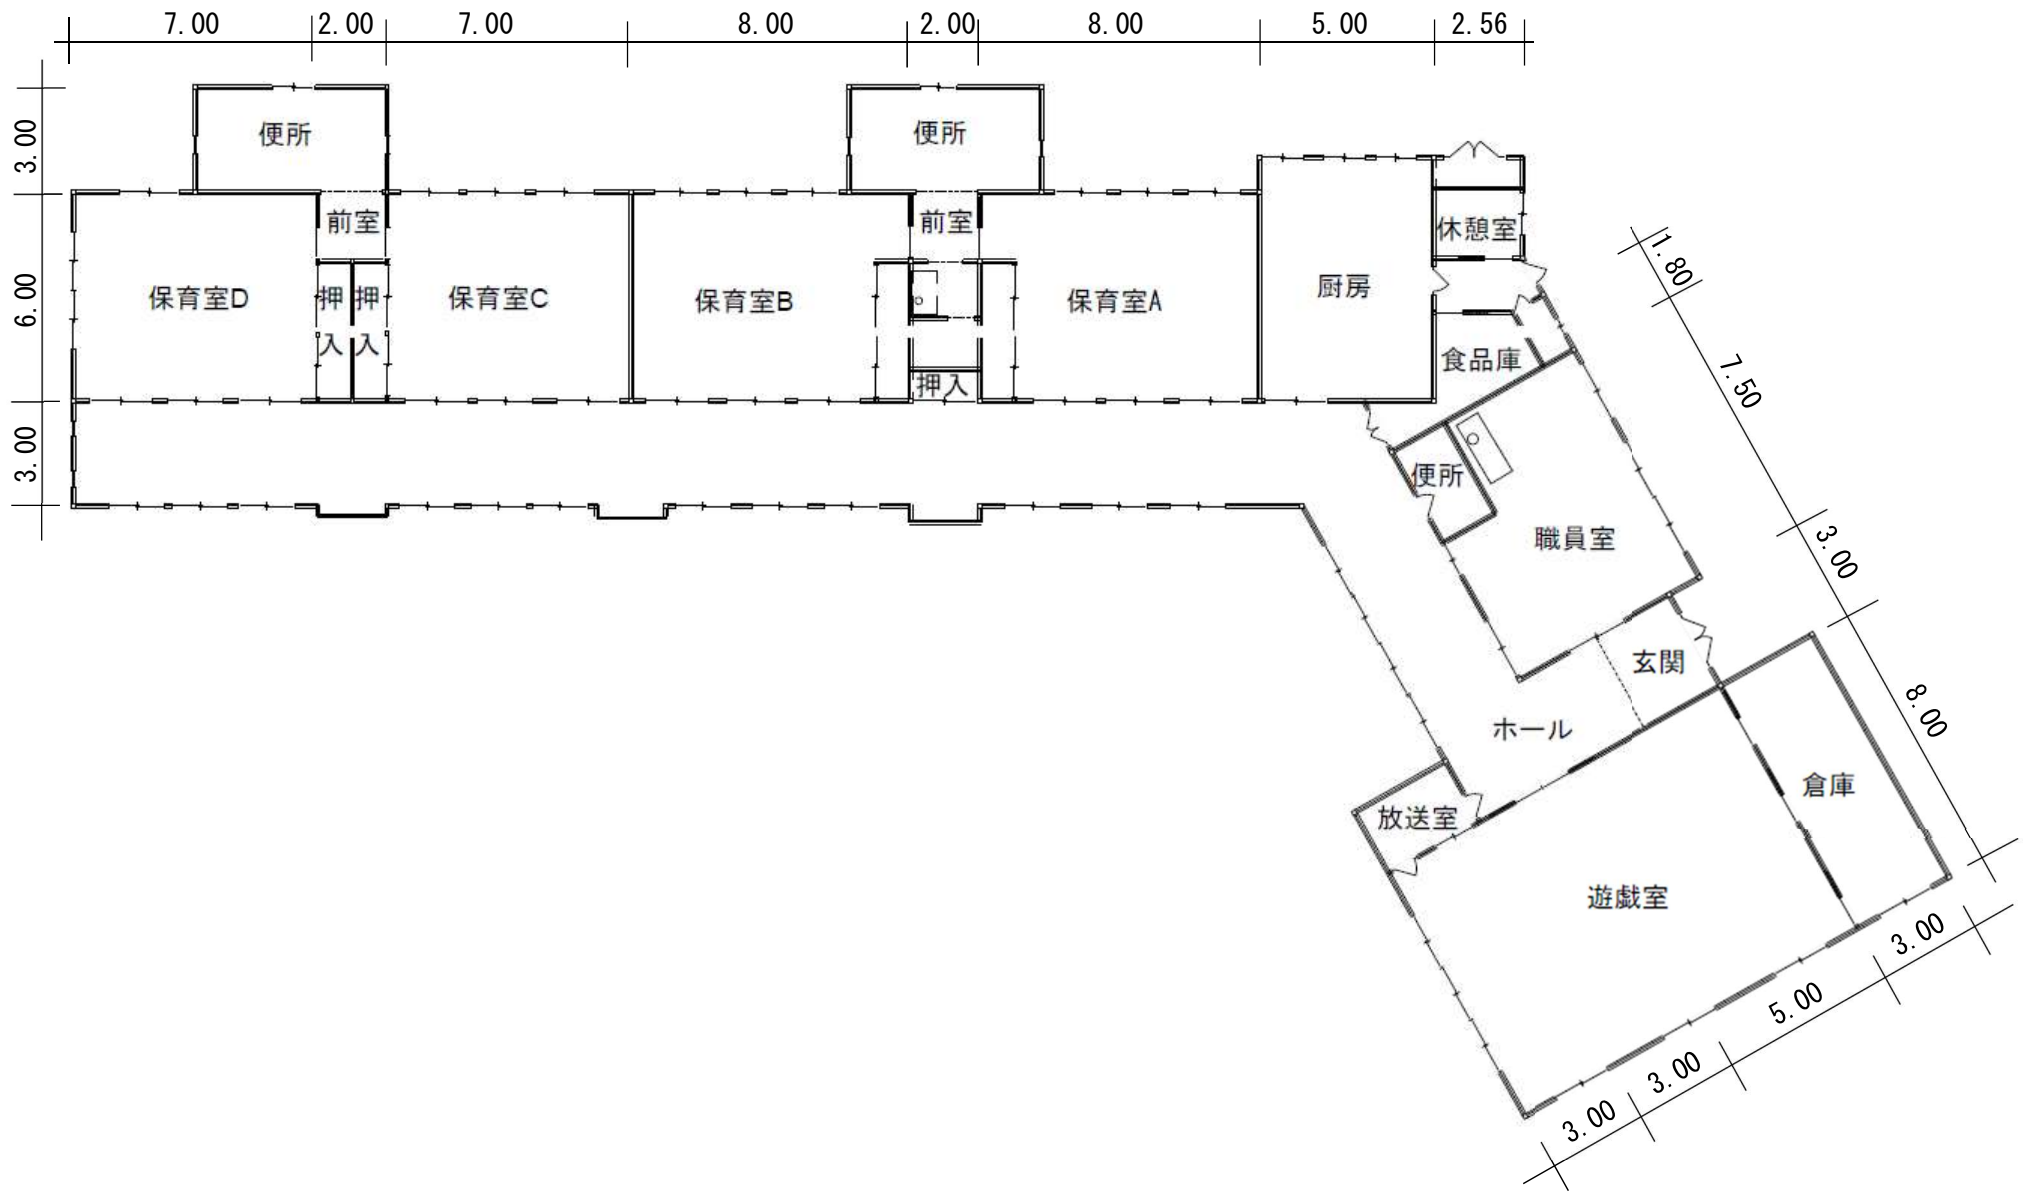 7.00 2.00 7.00 8.00 2.00 8.00 5.00 2.56
3.00
6.00
3.00
便所
便所
前室
前室
休憩室
保育室D
押入
押入
保育室C
保育室B
保育室A
押入
厨房
食品庫
便所
職員室
玄関
ホール
放送室
倉庫
遊戯室
1.80
7.50
3.00
8.00
3.00
5.00
3.00
3.00